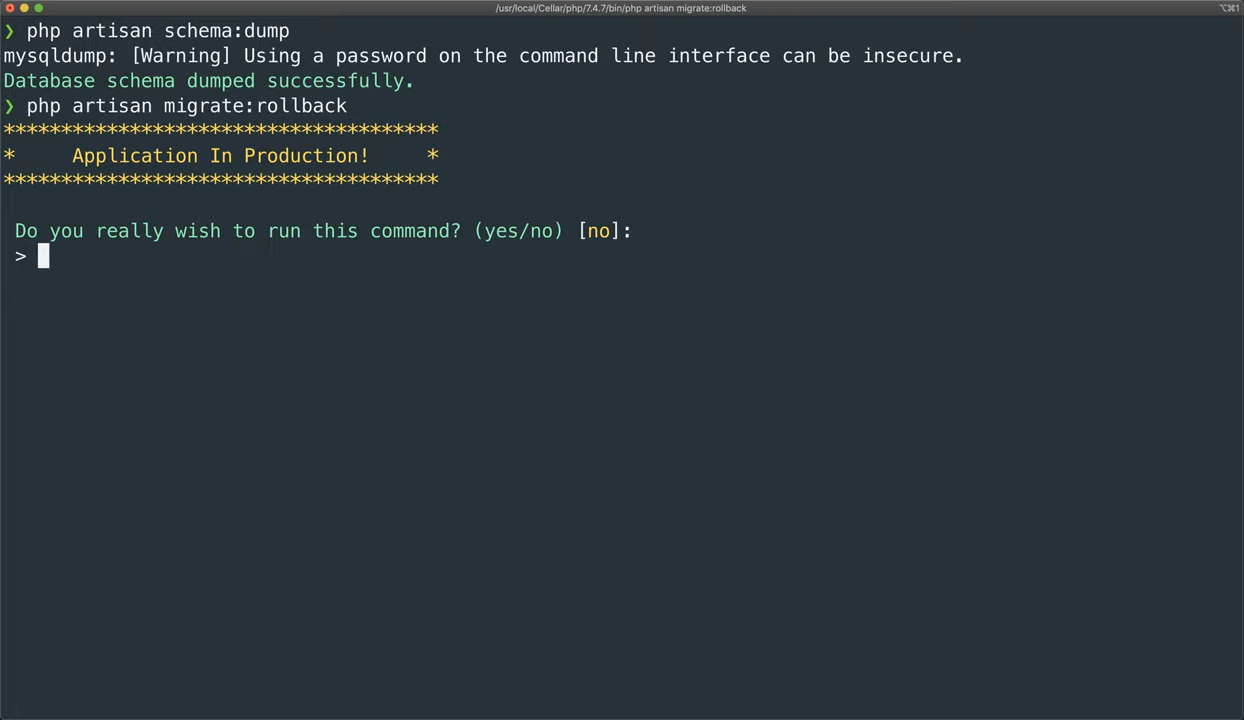 /usr/local/Cellar/php/7.4.7/bin/php artisan migrate:rollback
⌥⌘1
❯ php artisan schema:dump
mysqldump: [Warning] Using a password on the command line interface can be insecure.
Database schema dumped successfully.
❯ php artisan migrate:rollback
**************************************
*     Application In Production!     *
**************************************
Do you really wish to run this command? (yes/no) [no]:
>